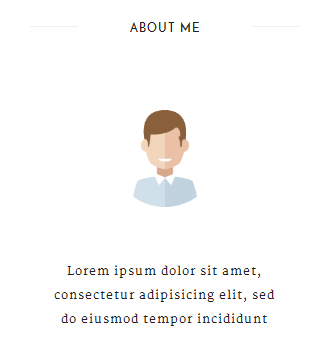 ABOUT ME
Lorem ipsum dolor sit amet,
consectetur adipisicing elit, sed
do eiusmod tempor incididunt